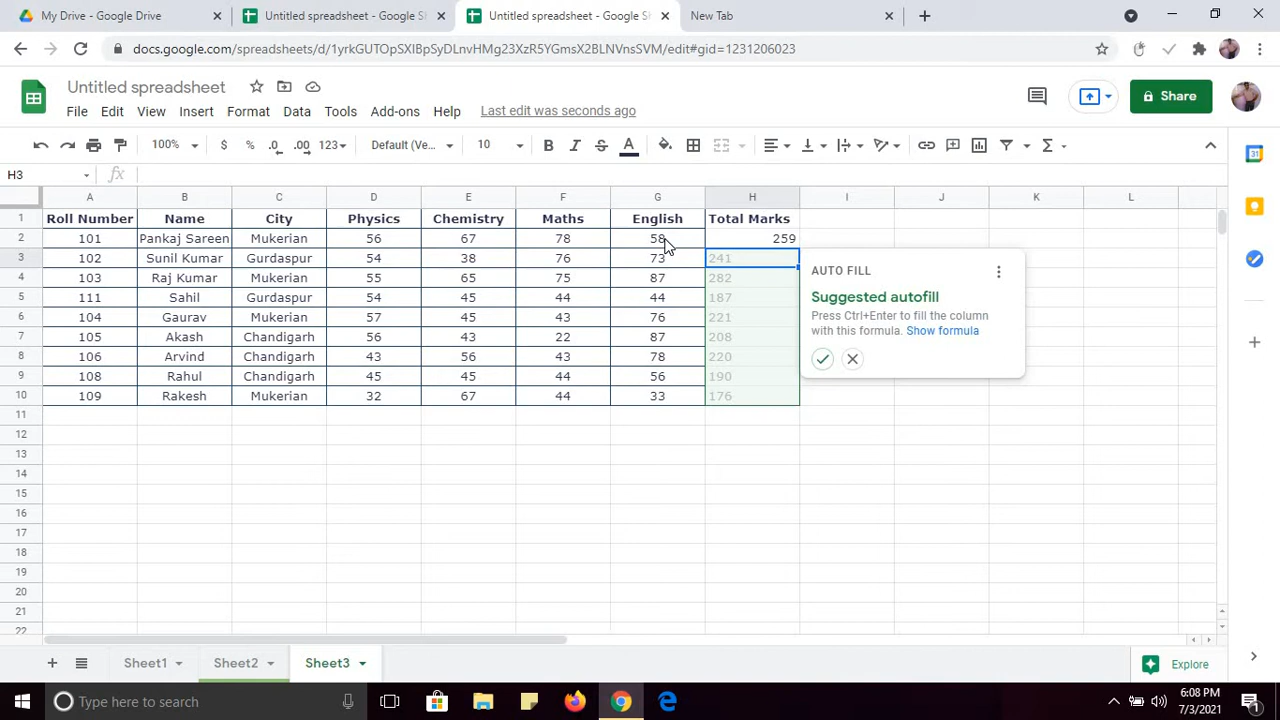 My Drive - Google Drive
Untitled spreadsheet - Google Sh
Untitled spreadsheet - Google Sh
New Tab
docs.google.com/spreadsheets/d/1yrkGUTOpSXIBpSyDLnvHMg23XzR5YGmsX2BLNVnsSVM/edit#gid=1231206023
Untitled spreadsheet
File Edit View Insert Format Data Tools Add-ons Help Last edit was seconds ago
Share
100% $ % .0 .00 123 Default (Ve... 10 B I S A Σ
H3 fx
A B C D E F G H I J K L
1 Roll Number Name City Physics Chemistry Maths English Total Marks
2 101 Pankaj Sareen Mukerian 56 67 78 58 259
3 102 Sunil Kumar Gurdaspur 54 38 76 73 241
4 103 Raj Kumar Mukerian 55 65 75 87 282
5 111 Sahil Gurdaspur 54 45 44 44 187
6 104 Gaurav Mukerian 57 45 43 76 221
7 105 Akash Chandigarh 56 43 22 87 208
8 106 Arvind Chandigarh 43 56 43 78 220
9 108 Rahul Chandigarh 45 45 44 56 190
10 109 Rakesh Mukerian 32 67 44 33 176
AUTO FILL
Suggested autofill
Press Ctrl+Enter to fill the column
with this formula. Show formula
11
12
13
14
15
16
17
18
19
20
21
22
31
Sheet1 Sheet2 Sheet3
Explore
Type here to search
6:08 PM
7/3/2021
1